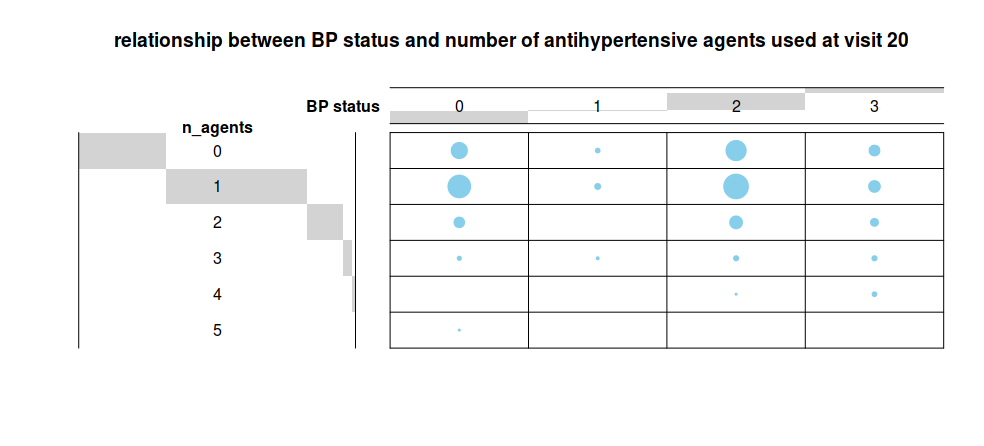 relationship between BP status and number of antihypertensive agents used at visit 20
BP status 0 1 2 3
n_agents
0
1
2
3
4
5